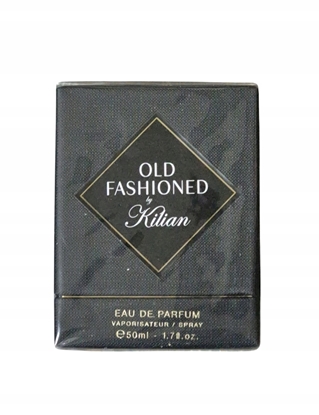 OLD
FASHIONED
by
Kilian
EAU DE PARFUM
VAPORISATEUR / SPRAY
℮50ml - 1.7fl.oz.